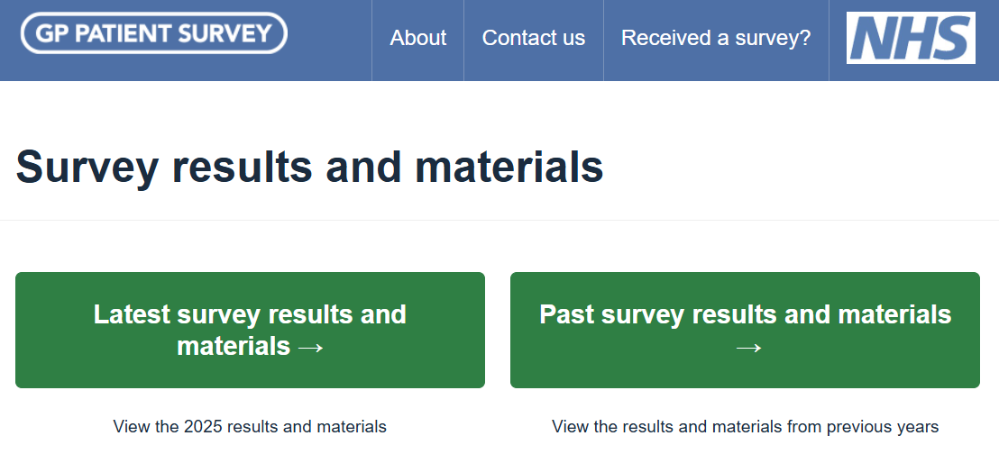 GP PATIENT SURVEY
About
Contact us
Received a survey?
NHS
Survey results and materials
Latest survey results and
materials →
Past survey results and materials
→
View the 2025 results and materials
View the results and materials from previous years